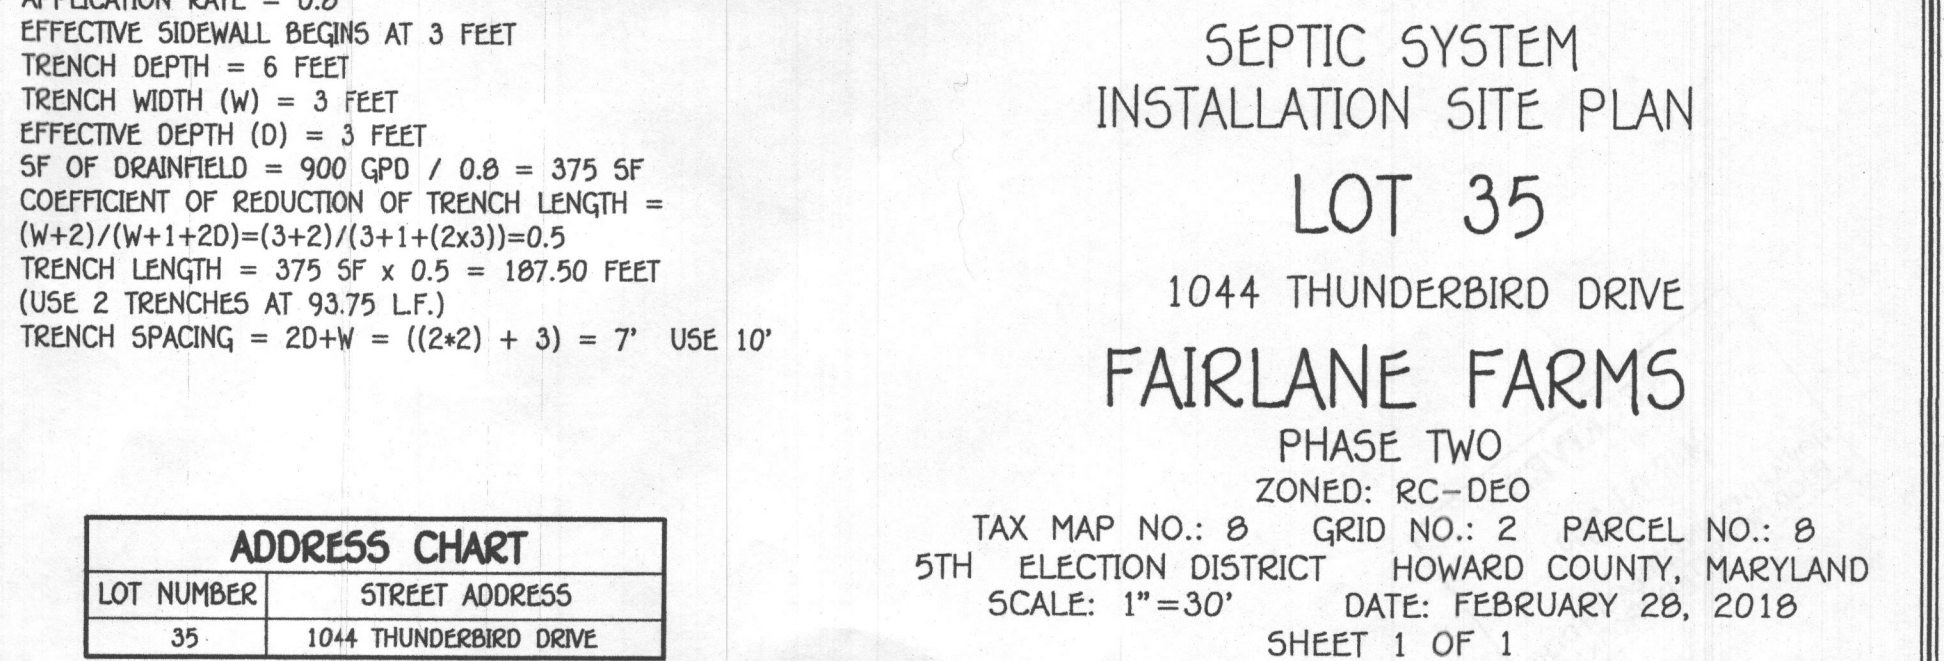 APPLICATION RATE = 0.8
EFFECTIVE SIDEWALL BEGINS AT 3 FEET
TRENCH DEPTH = 6 FEET
TRENCH WIDTH (W) = 3 FEET
EFFECTIVE DEPTH (D) = 3 FEET
SF OF DRAINFIELD = 900 GPD / 0.8 = 375 SF
COEFFICIENT OF REDUCTION OF TRENCH LENGTH =
(W+2)/(W+1+2D)=(3+2)/(3+1+(2x3))=0.5
TRENCH LENGTH = 375 SF x 0.5 = 187.50 FEET
(USE 2 TRENCHES AT 93.75 L.F.)
TRENCH SPACING = 2D+W = ((2*2) + 3) = 7' USE 10'
ADDRESS CHART
LOT NUMBER STREET ADDRESS
35 1044 THUNDERBIRD DRIVE
SEPTIC SYSTEM
INSTALLATION SITE PLAN
LOT 35
1044 THUNDERBIRD DRIVE
FAIRLANE FARMS
PHASE TWO
ZONED: RC-DEO
TAX MAP NO.: 8 GRID NO.: 2 PARCEL NO.: 8
5TH ELECTION DISTRICT HOWARD COUNTY, MARYLAND
SCALE: 1"=30' DATE: FEBRUARY 28, 2018
SHEET 1 OF 1